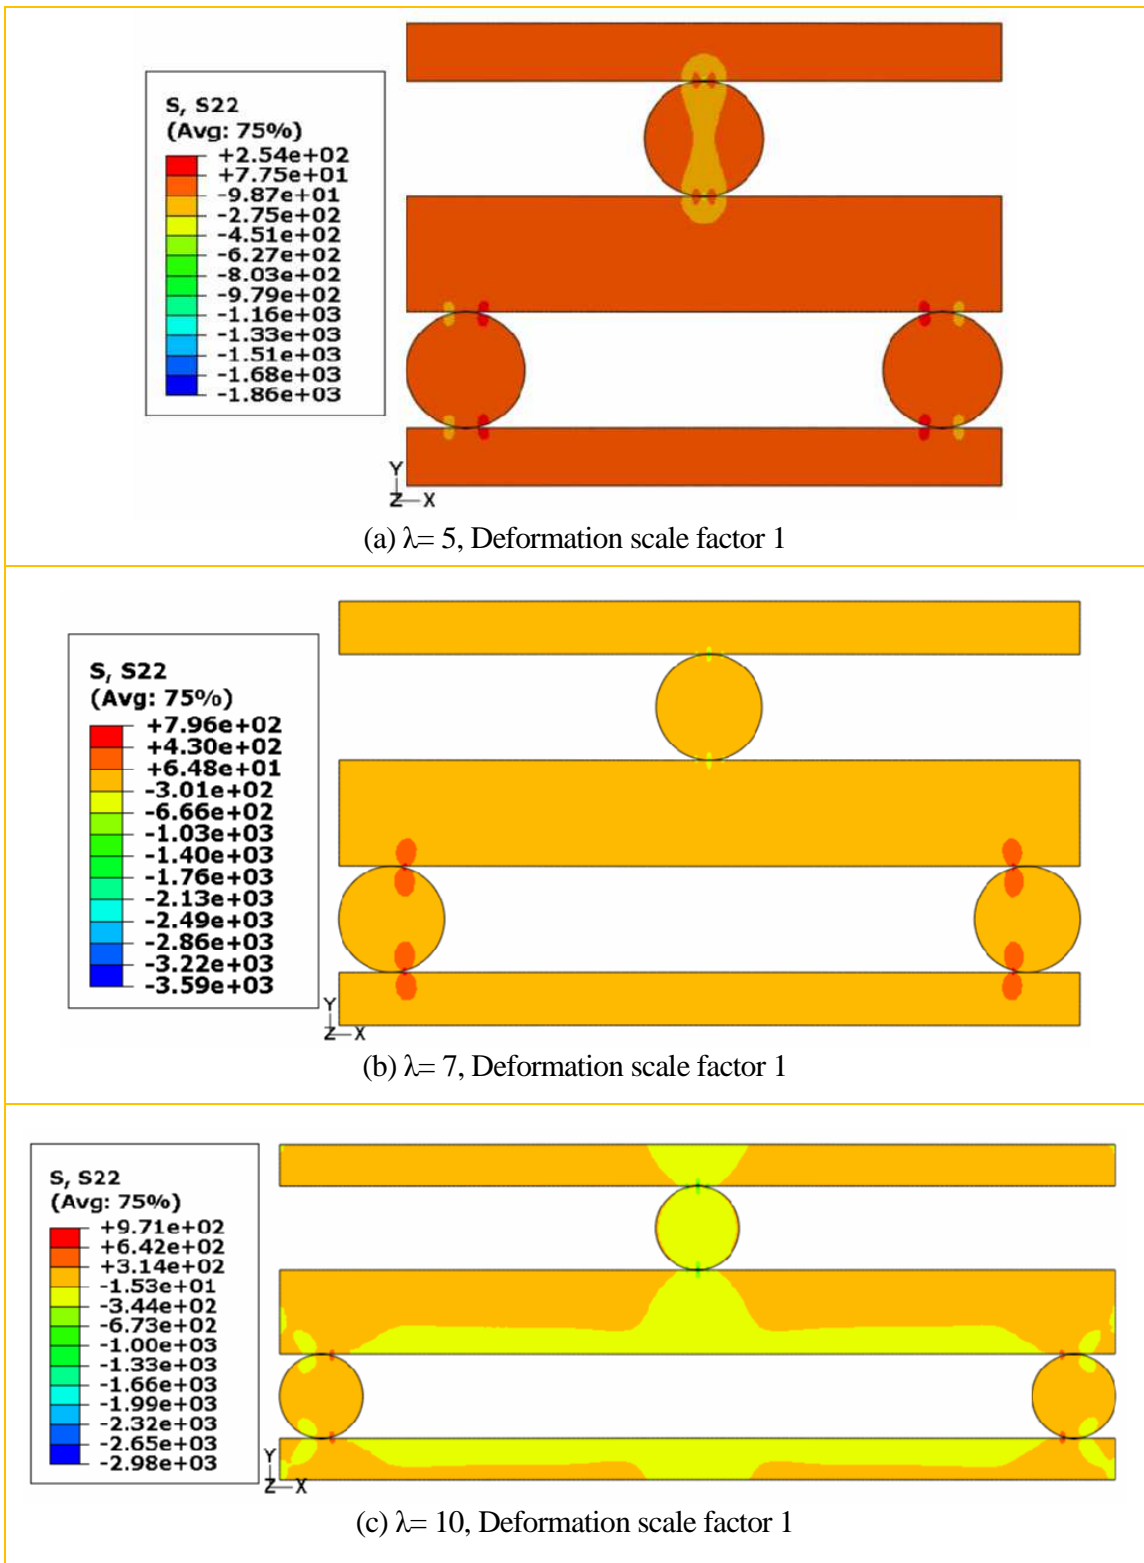 S, S22
(Avg: 75%)
+2.54e+02
+7.75e+01
-9.87e+01
-2.75e+02
-4.51e+02
-6.27e+02
-8.03e+02
-9.79e+02
-1.16e+03
-1.33e+03
-1.51e+03
-1.68e+03
-1.86e+03
Y
Z X
(a) λ= 5, Deformation scale factor 1
S, S22
(Avg: 75%)
+7.96e+02
+4.30e+02
+6.48e+01
-3.01e+02
-6.66e+02
-1.03e+03
-1.40e+03
-1.76e+03
-2.13e+03
-2.49e+03
-2.86e+03
-3.22e+03
-3.59e+03
Y
Z X
(b) λ= 7, Deformation scale factor 1
S, S22
(Avg: 75%)
+9.71e+02
+6.42e+02
+3.14e+02
-1.53e+01
-3.44e+02
-6.73e+02
-1.00e+03
-1.33e+03
-1.66e+03
-1.99e+03
-2.32e+03
-2.65e+03
-2.98e+03
Y
Z X
(c) λ= 10, Deformation scale factor 1